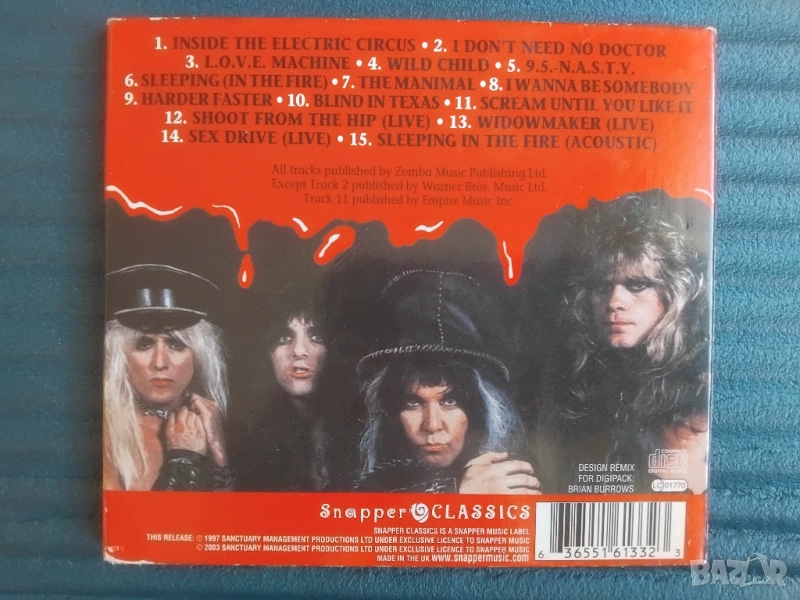 1. INSIDE THE ELECTRIC CIRCUS • 2. I DON'T NEED NO DOCTOR
3. L.O.V.E. MACHINE • 4. WILD CHILD • 5. 9.5.-N.A.S.T.Y.
6. SLEEPING (IN THE FIRE) • 7. THE MANIMAL • 8. I WANNA BE SOMEBODY
9. HARDER FASTER • 10. BLIND IN TEXAS • 11. SCREAM UNTIL YOU LIKE IT
12. SHOOT FROM THE HIP (LIVE) • 13. WIDOWMAKER (LIVE)
14. SEX DRIVE (LIVE) • 15. SLEEPING IN THE FIRE (ACOUSTIC)
All tracks published by Zomba Music Publishing Ltd.
Except Track 2 published by Warner Bros. Music Ltd.
Track 11 published by Empire Music Inc.
DESIGN REMIX
FOR DIGIPACK.
BRIAN BURROWS
COMPACT
disc
DIGITAL AUDIO
LC 01770
Snapper CLASSICS
SNAPPER CLASSICS IS A SNAPPER MUSIC LABEL
THIS RELEASE: ℗ 1997 SANCTUARY MANAGEMENT PRODUCTIONS LTD UNDER EXCLUSIVE LICENCE TO SNAPPER MUSIC
© 2003 SANCTUARY MANAGEMENT PRODUCTIONS LTD UNDER EXCLUSIVE LICENCE TO SNAPPER MUSIC
MADE IN THE UK www.snappermusic.com
6 36551 61332 3
BAZAR